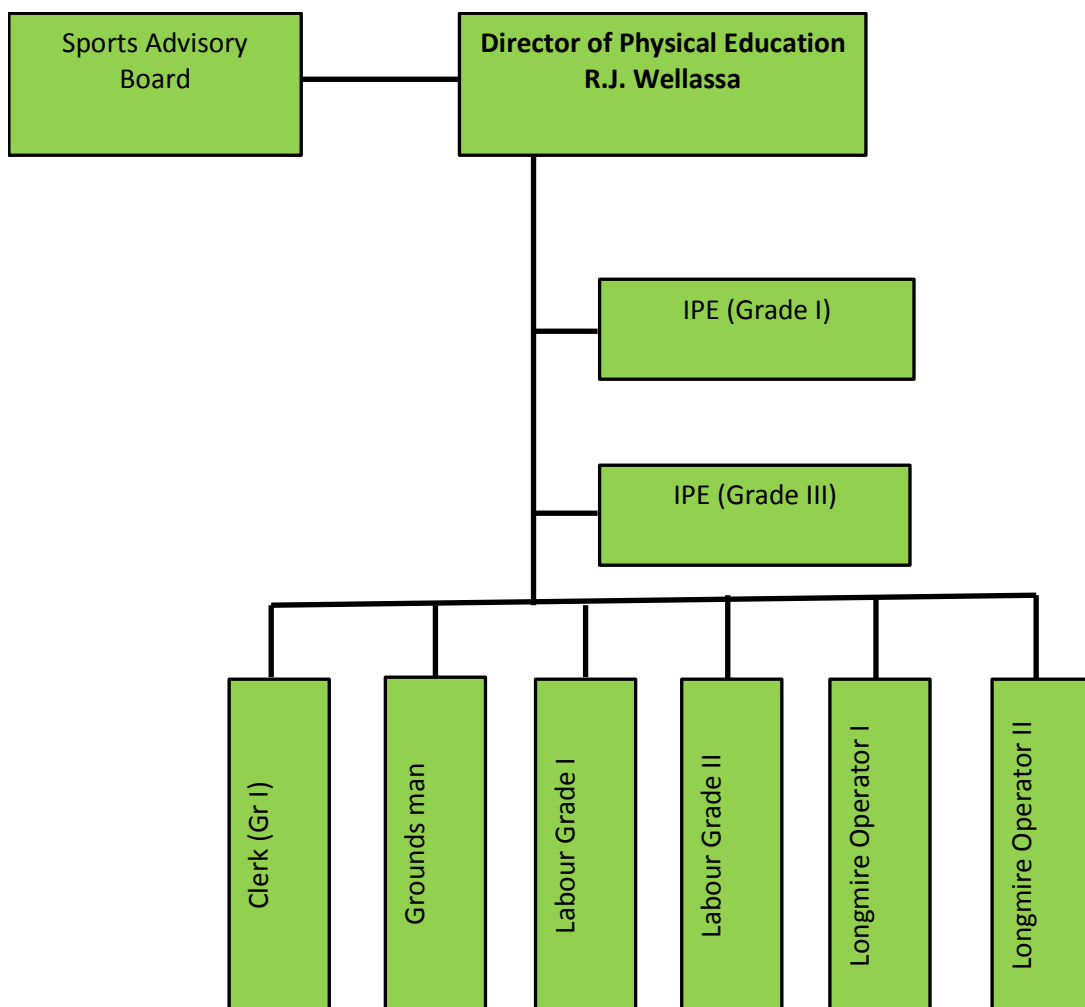 Sports Advisory
Board
Director of Physical Education
R.J. Wellassa
IPE (Grade I)
IPE (Grade III)
Clerk (Gr I)
Grounds man
Labour Grade I
Labour Grade II
Longmire Operator I
Longmire Operator II